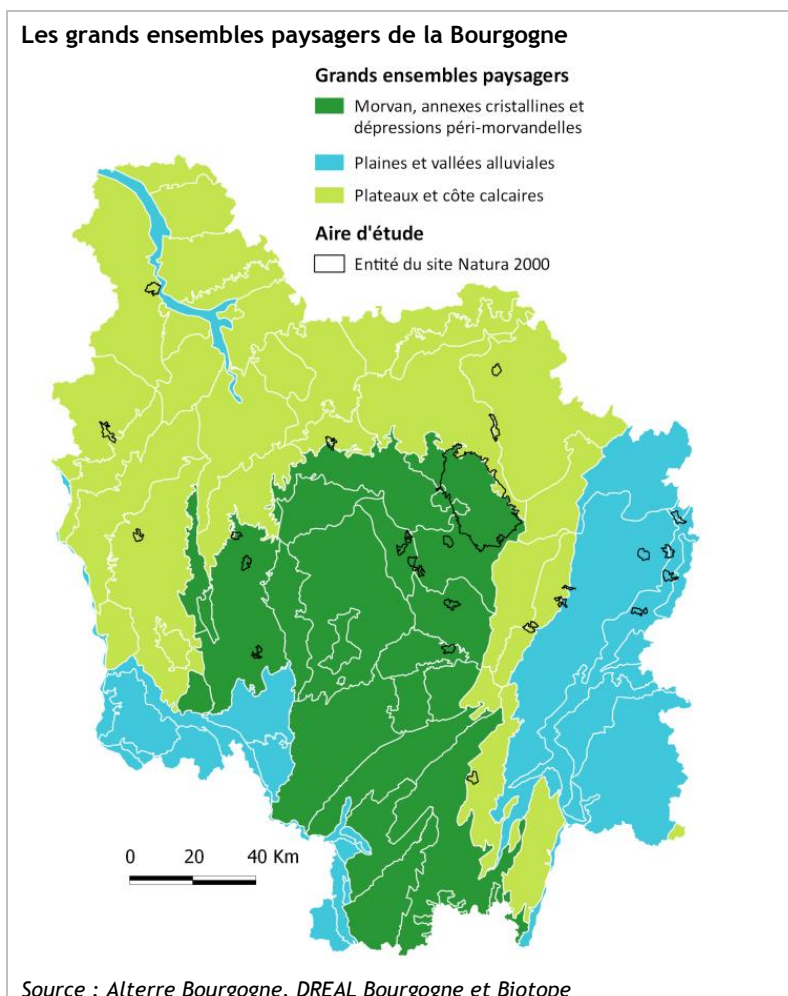 Les grands ensembles paysagers de la Bourgogne
Grands ensembles paysagers
Morvan, annexes cristallines et
dépressions péri-morvandelles
Plaines et vallées alluviales
Plateaux et côte calcaires
Aire d'étude
Entité du site Natura 2000
0 20 40 Km
Source : Alterre Bourgogne, DREAL Bourgogne et Biotope